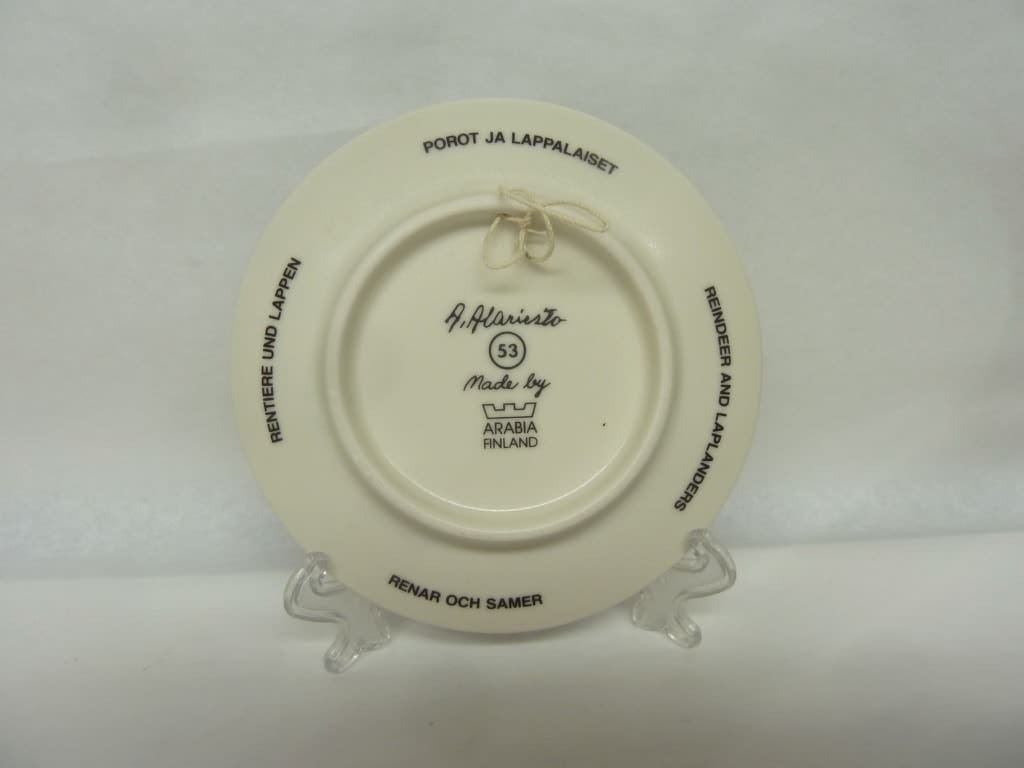 POROT JA LAPPALAISET
REINDEER AND LAPLANDERS
RENAR OCH SAMER
RENTIERE UND LAPPEN
A. Alariesto
53
Made by
ARABIA
FINLAND